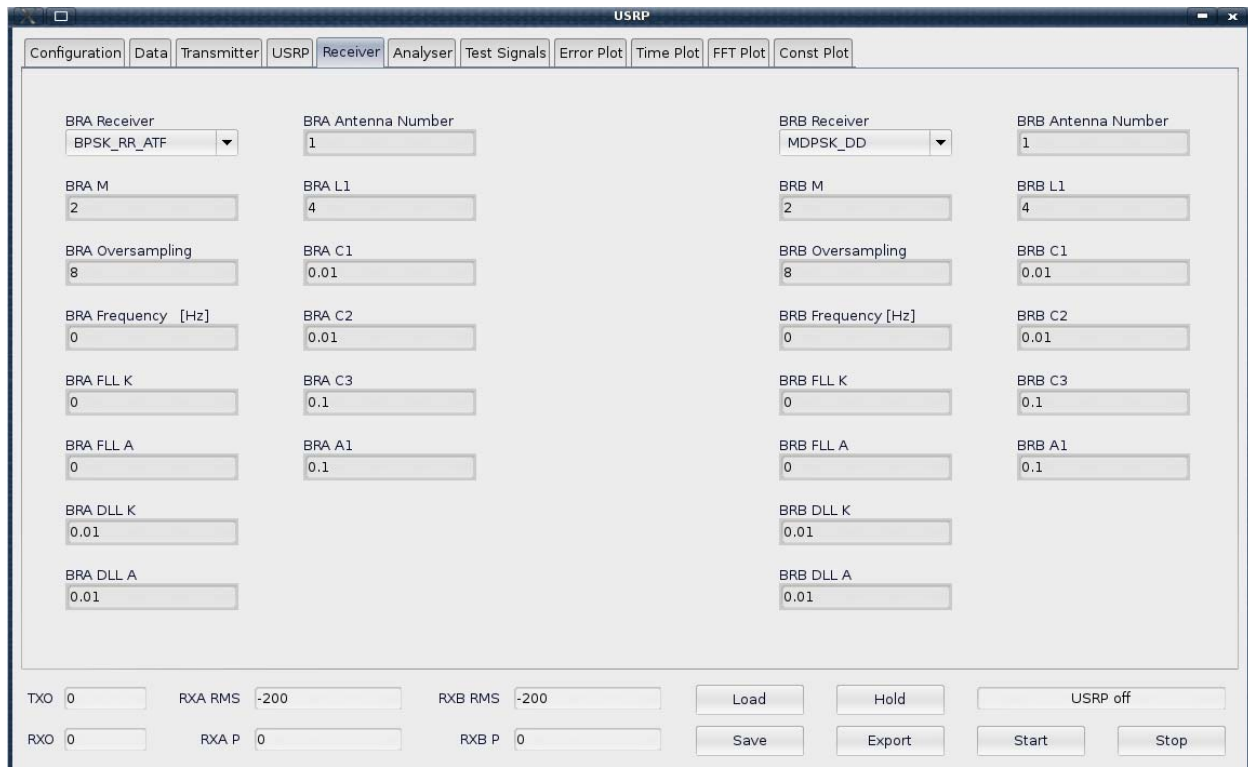 USRP
Configuration Data Transmitter USRP Receiver Analyser Test Signals Error Plot Time Plot FFT Plot Const Plot
BRA Receiver BRA Antenna Number BRB Receiver BRB Antenna Number
BPSK_RR_ATF 1 MDPSK_DD 1
BRA M BRA L1 BRB M BRB L1
2 4 2 4
BRA Oversampling BRA C1 BRB Oversampling BRB C1
8 0.01 8 0.01
BRA Frequency [Hz] BRA C2 BRB Frequency [Hz] BRB C2
0 0.01 0 0.01
BRA FLL K BRA C3 BRB FLL K BRB C3
0 0.1 0 0.1
BRA FLL A BRA A1 BRB FLL A BRB A1
0 0.1 0 0.1
BRA DLL K BRB DLL K
0.01 0.01
BRA DLL A BRB DLL A
0.01 0.01
TXO 0 RXA RMS -200 RXB RMS -200 Load Hold USRP off
RXO 0 RXA P 0 RXB P 0 Save Export Start Stop